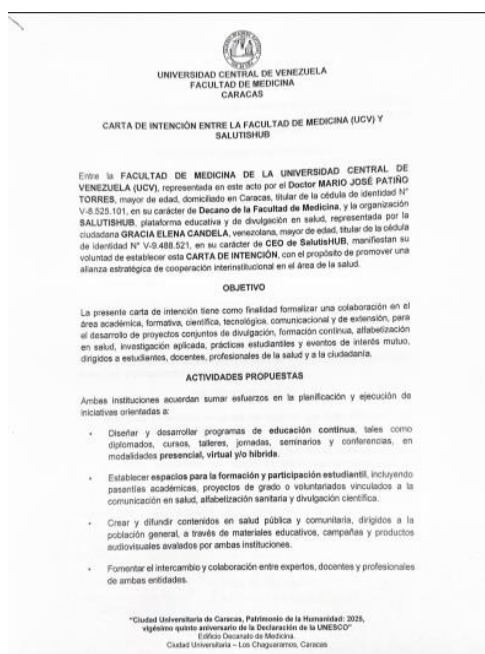 UNIVERSIDAD CENTRAL DE VENEZUELA
FACULTAD DE MEDICINA
CARACAS
CARTA DE INTENCIÓN ENTRE LA FACULTAD DE MEDICINA (UCV) Y
SALUTISHUB
Entre la FACULTAD DE MEDICINA DE LA UNIVERSIDAD CENTRAL DE
VENEZUELA (UCV), representada en este acto por el Doctor MARIO JOSÉ PATIÑO
TORRES, mayor de edad, domiciliado en Caracas, titular de la cédula de identidad N°
V-8.525.101, en su carácter de Decano de la Facultad de Medicina, y la organización
SALUTISHUB, plataforma educativa y de divulgación en salud, representada por la
ciudadana GRACIA ELENA CANDELA, venezolana, mayor de edad, titular de la cédula
de identidad N° V-9.488.521, en su carácter de CEO de SalutisHub, manifiestan su
voluntad de establecer esta CARTA DE INTENCIÓN, con el propósito de promover una
alianza estratégica de cooperación interinstitucional en el área de la salud.
OBJETIVO
La presente carta de intención tiene como finalidad formalizar una colaboración en el
área académica, formativa, científica, tecnológica, comunicacional y de extensión, para
el desarrollo de proyectos conjuntos de divulgación, formación continua, alfabetización
en salud, investigación aplicada, prácticas estudiantiles y eventos de interés mutuo,
dirigidos a estudiantes, docentes, profesionales de la salud y a la ciudadanía.
ACTIVIDADES PROPUESTAS
Ambas instituciones acuerdan sumar esfuerzos en la planificación y ejecución de
iniciativas orientadas a:
• Diseñar y desarrollar programas de educación continua, tales como
diplomados, cursos, talleres, jornadas, seminarios y conferencias, en
modalidades presencial, virtual y/o híbrida.
• Establecer espacios para la formación y participación estudiantil, incluyendo
pasantías académicas, proyectos de grado o voluntariados vinculados a la
comunicación en salud, alfabetización sanitaria y divulgación científica.
• Crear y difundir contenidos en salud pública y comunitaria, dirigidos a la
población general, a través de materiales educativos, campañas y productos
audiovisuales avalados por ambas instituciones.
• Fomentar el intercambio y colaboración entre expertos, docentes y profesionales
de ambas entidades.
"Ciudad Universitaria de Caracas, Patrimonio de la Humanidad: 2025,
vigésimo quinto aniversario de la Declaración de la UNESCO"
Edificio Decanato de Medicina.
Ciudad Universitaria – Los Chaguaramos, Caracas